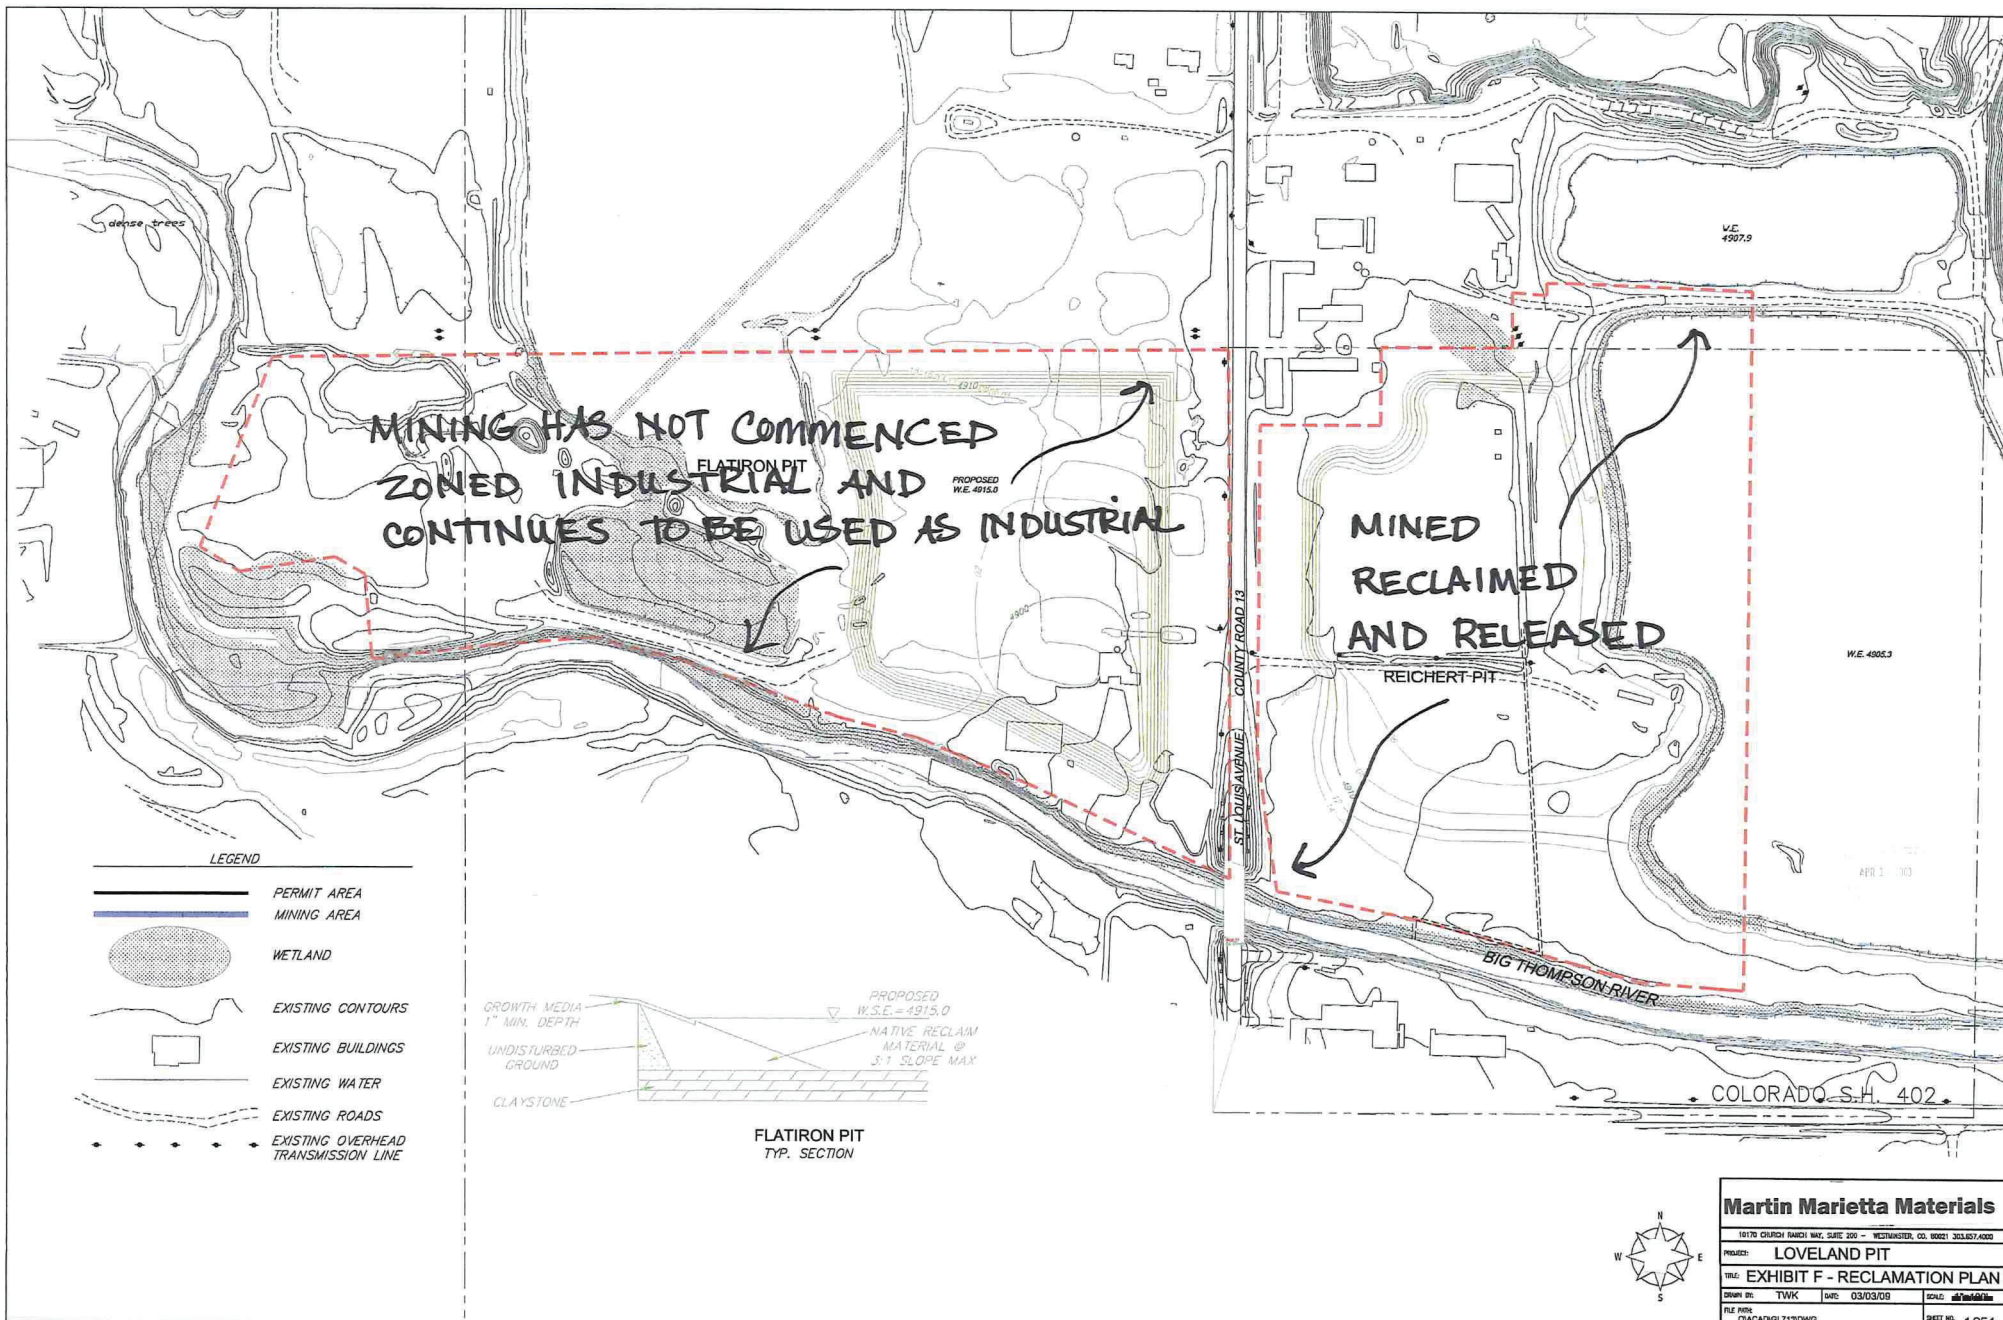 dense trees
W.E.
4907.9
4910
MINING HAS NOT COMMENCED
FLATIRON PIT
ZONED INDUSTRIAL AND
PROPOSED
W.E. 4915.0
CONTINUES TO BE USED AS INDUSTRIAL
MINED
RECLAIMED
AND RELEASED
4900
ST. LOUIS AVENUE COUNTY ROAD 13
W.E. 4905.3
REICHERT PIT
4910
BIG THOMPSON RIVER
COLORADO S.H. 402
LEGEND
PERMIT AREA
MINING AREA
WETLAND
EXISTING CONTOURS
EXISTING BUILDINGS
EXISTING WATER
EXISTING ROADS
EXISTING OVERHEAD
TRANSMISSION LINE
GROWTH MEDIA
1" MIN. DEPTH
UNDISTURBED
GROUND
CLAYSTONE
PROPOSED
W.S.E.=4915.0
NATIVE RECLAIM
MATERIAL @
3:1 SLOPE MAX
FLATIRON PIT
TYP. SECTION
N
W E
S
Martin Marietta Materials
10170 CHURCH RANCH WAY, SUITE 200 - WESTMINSTER, CO. 80021 303.657.4000
PROJECT: LOVELAND PIT
TITLE: EXHIBIT F - RECLAMATION PLAN
DRAWN BY: TWK DATE: 03/03/09 SCALE:
FILE PATH:
SHEET NO.